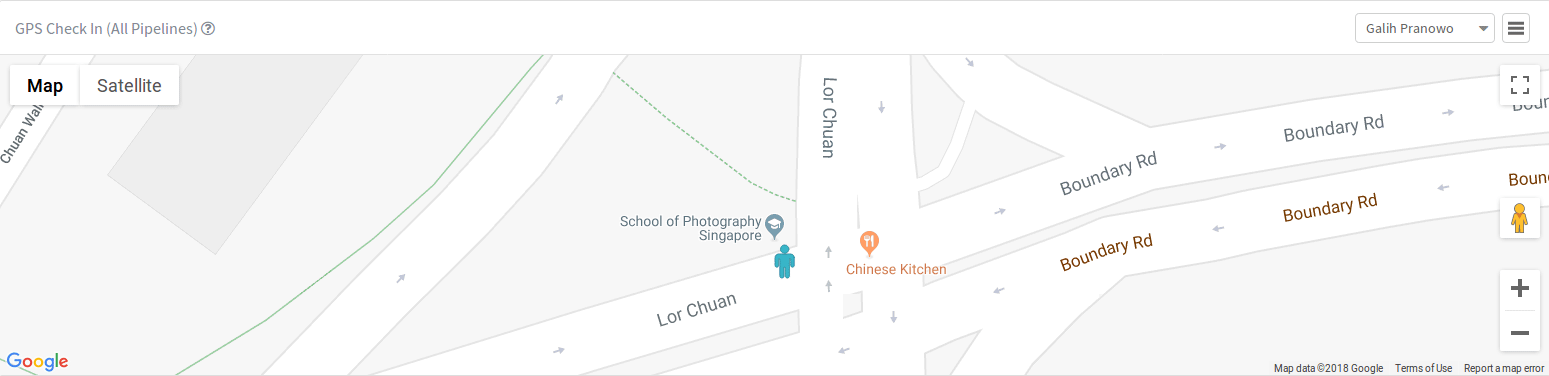 GPS Check In (All Pipelines)
Galih Pranowo
Map
Satellite
Chuan Wal
Lor Chuan
Boundary Rd
Boundary Rd
Boun
Boundary Rd
Boundary Rd
Boun
School of Photography
Singapore
Chinese Kitchen
Lor Chuan
Google
Map data ©2018 Google
Terms of Use
Report a map error